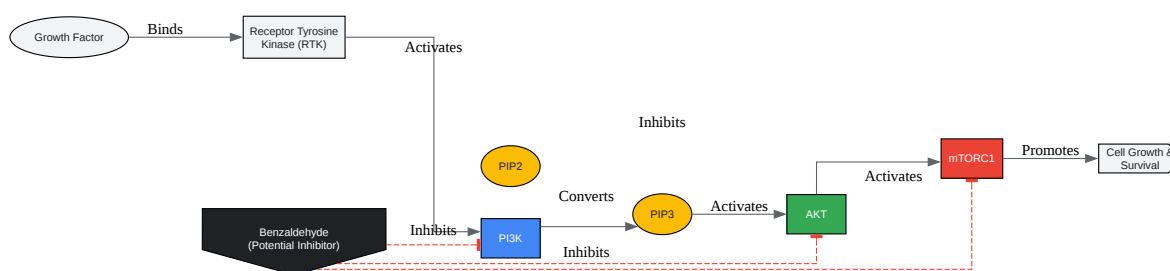 Growth Factor
Binds
Receptor Tyrosine
Kinase (RTK)
Activates
Inhibits
PIP2
mTORC1
Promotes
Cell Growth &
Survival
Activates
Converts
PIP3
Activates
AKT
Benzaldehyde
(Potential Inhibitor)
Inhibits
PI3K
Inhibits